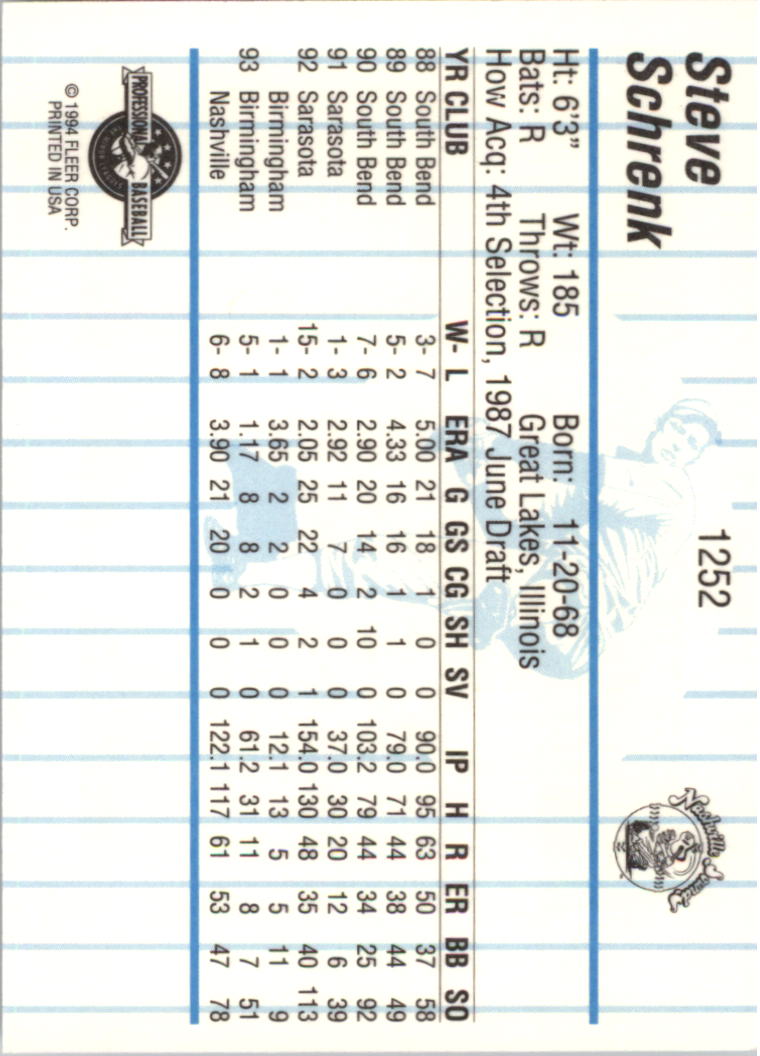 Steve
Schrenk
1252
Nashville Sounds
Ht: 6'3" Wt: 185 Born: 11-20-68
Bats: R Throws: R Great Lakes, Illinois
How Acq: 4th Selection, 1987 June Draft
YR CLUB W- L ERA G GS CG SH SV IP H R ER BB SO
88 South Bend 3- 7 5.00 21 18 1 0 0 90.0 95 63 50 37 58
89 South Bend 5- 2 4.33 16 16 1 1 0 79.0 71 44 38 44 49
90 South Bend 7- 6 2.90 20 14 2 10 0 103.2 79 44 34 25 92
91 Sarasota 1- 3 2.92 11 7 0 0 0 37.0 30 20 12 6 39
92 Sarasota 15- 2 2.05 25 22 4 2 1 154.0 130 48 35 40 113
Birmingham 1- 1 3.65 2 2 0 0 0 12.1 13 5 5 11 9
93 Birmingham 5- 1 1.17 8 8 2 1 0 61.2 31 11 8 7 51
Nashville 6- 8 3.90 21 20 0 0 0 122.1 117 61 53 47 78
PROFESSIONAL BASEBALL
© 1994 FLEER CORP.
PRINTED IN USA